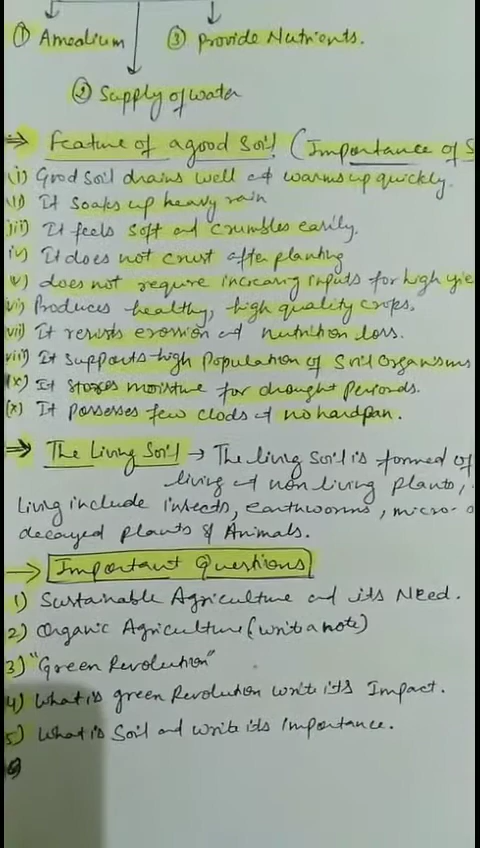 ① Amedium ③ Provide Nutrients.
② Supply of water
⇒ Feature of a good Soil (Importance of S
(i) Good Soil drains well & warms up quickly.
(ii) It Soaks up heavy rain
(iii) It feels Soft and crumbles easily.
iv) It does not crust after planting
v) does not require increasing inputs for high yie
vi) Produces healthy, high quality crops.
vii) It resists erossion & nutrition loss.
viii) It Supports high Population of Soil Organisms
(x) It Stores moisture for drought Periods.
(x) It Possesses few clods & no hardpan.
⇒ The Living Soil → The living Soil is formed of
living & non living Plants,
Living include insects, earthworms, micro-o
decayed plants & Animals.
→ Important Questions
1) Sustainable Agriculture and its Need.
2) Organic Agriculture (write a note)
3) "Green Revolution"
4) What is green Revolution write its Impact.
5) What is Soil and write its importance.
6)